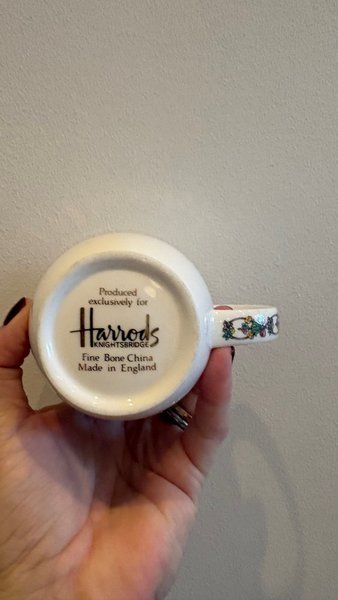 Produced
exclusively for
Harrods
KNIGHTSBRIDGE
Fine Bone China
Made in England